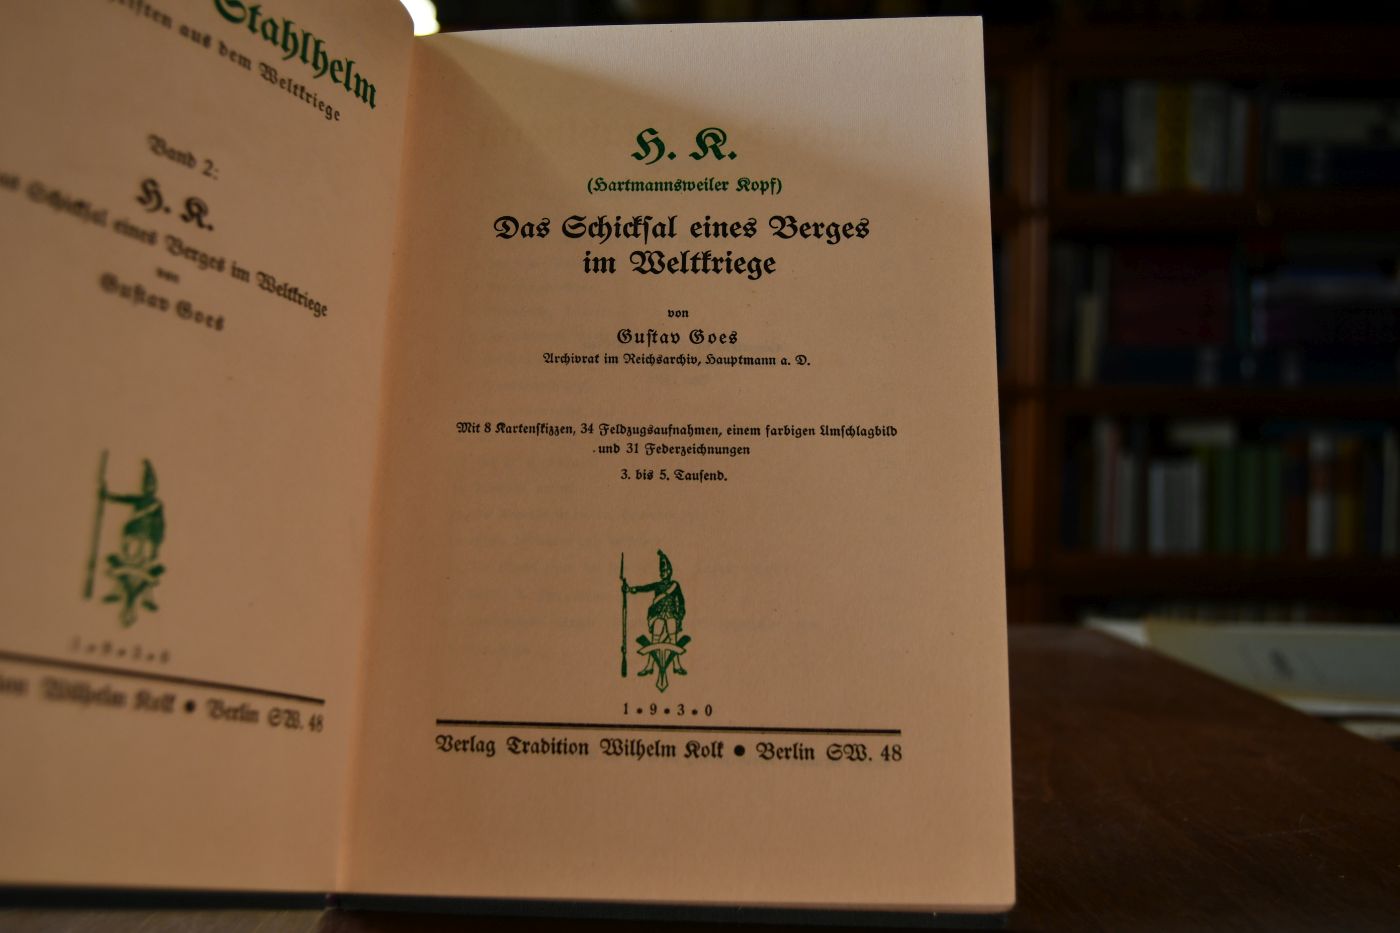 Stahlhelm
aus dem Weltkriege
Band 2:
H. K.
Schicksal eines Berges im Weltkriege
von
Gustav Goes
Wilhelm Kolk • Berlin SW. 48
H. K.
(Hartmannsweiler Kopf)
Das Schicksal eines Berges
im Weltkriege
von
Gustav Goes
Archivrat im Reichsarchiv, Hauptmann a. D.
Mit 8 Kartenskizzen, 34 Feldzugsaufnahmen, einem farbigen Umschlagbild
und 31 Federzeichnungen
3. bis 5. Tausend.
1 • 9 • 3 • 0
Verlag Tradition Wilhelm Kolk • Berlin SW. 48